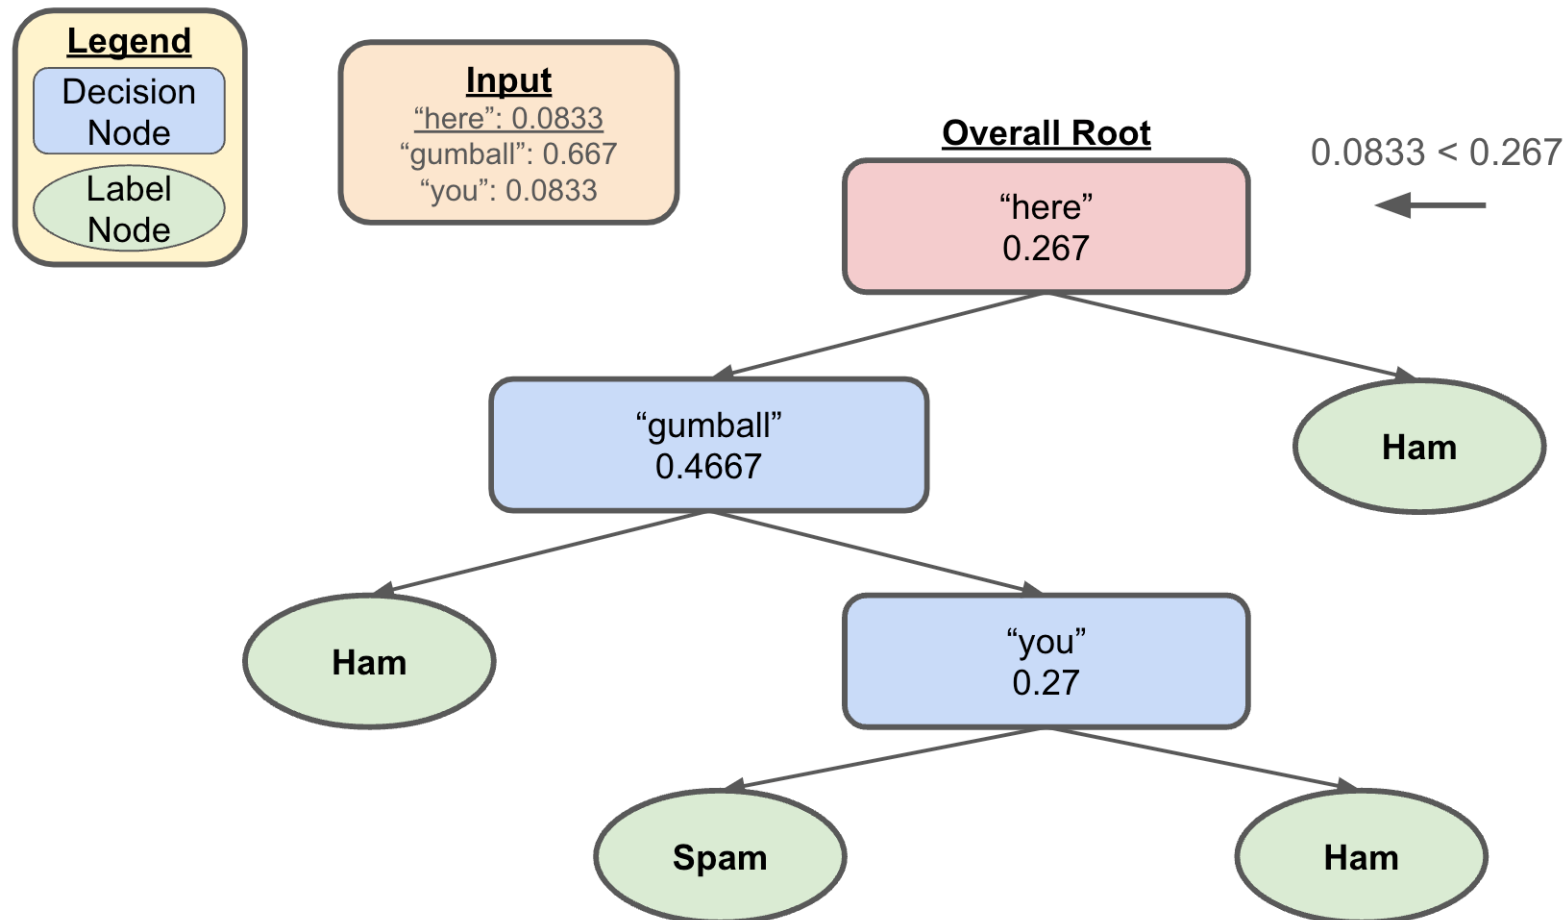 Legend
Decision
Node
Label
Node
Input
“here”: 0.0833
“gumball”: 0.667
“you”: 0.0833
Overall Root
0.0833 < 0.267
“here”
0.267
“gumball”
0.4667
Ham
Ham
“you”
0.27
Spam
Ham